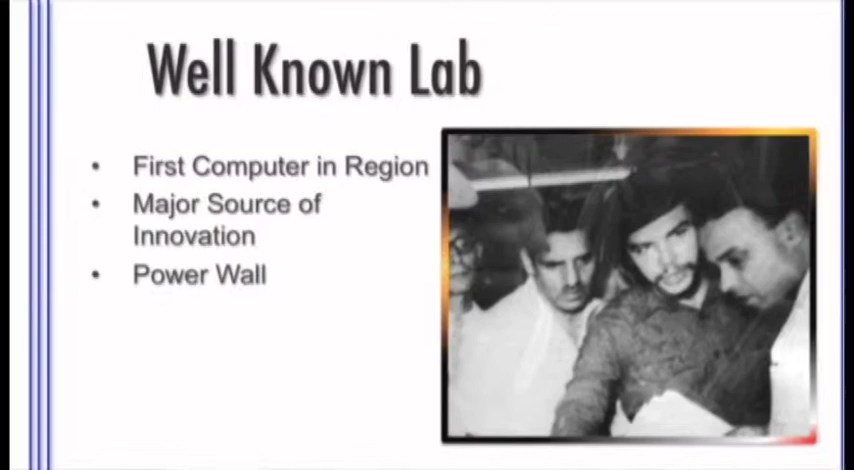 Well Known Lab
• First Computer in Region
• Major Source of
Innovation
• Power Wall